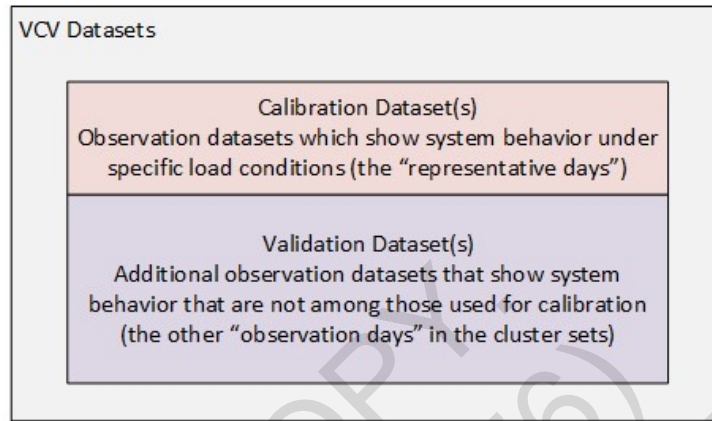 VCV Datasets
Calibration Dataset(s)
Observation datasets which show system behavior under
specific load conditions (the “representative days”)
Validation Dataset(s)
Additional observation datasets that show system
behavior that are not among those used for calibration
(the other “observation days” in the cluster sets)